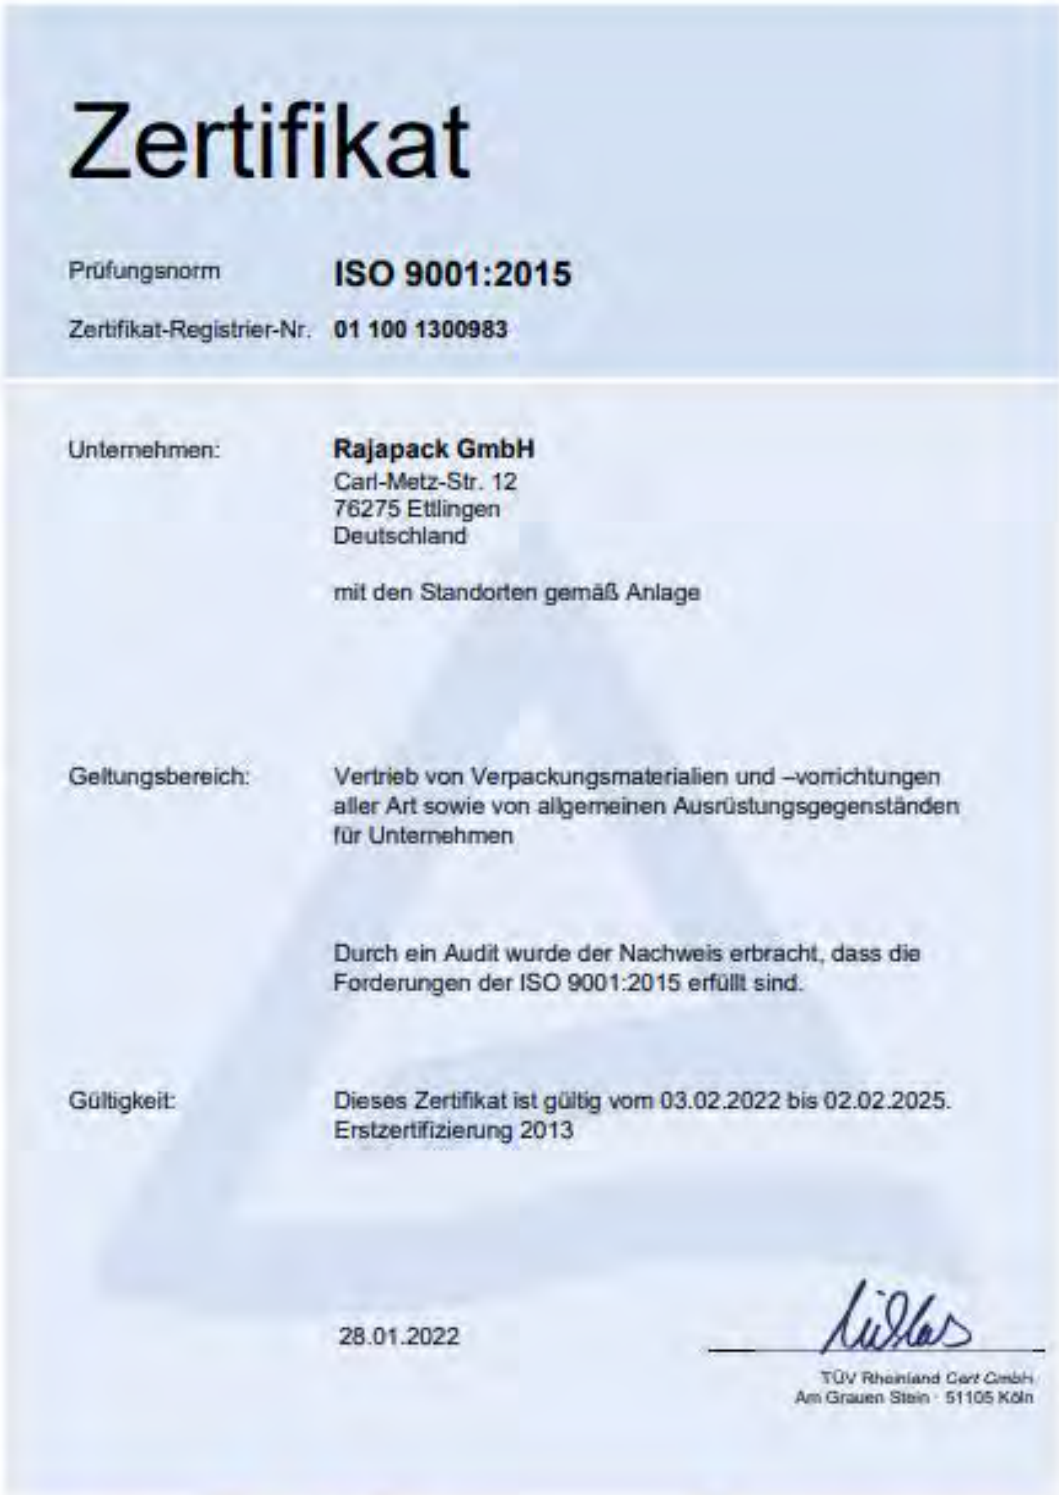 Zertifikat
Prüfungsnorm ISO 9001:2015
Zertifikat-Registrier-Nr. 01 100 1300983
Unternehmen: Rajapack GmbH
Carl-Metz-Str. 12
76275 Ettlingen
Deutschland
mit den Standorten gemäß Anlage
Geltungsbereich: Vertrieb von Verpackungsmaterialien und –vorrichtungen
aller Art sowie von allgemeinen Ausrüstungsgegenständen
für Unternehmen
Durch ein Audit wurde der Nachweis erbracht, dass die
Forderungen der ISO 9001:2015 erfüllt sind.
Gültigkeit: Dieses Zertifikat ist gültig vom 03.02.2022 bis 02.02.2025.
Erstzertifizierung 2013
28.01.2022
TÜV Rheinland Cert GmbH
Am Grauen Stein · 51105 Köln